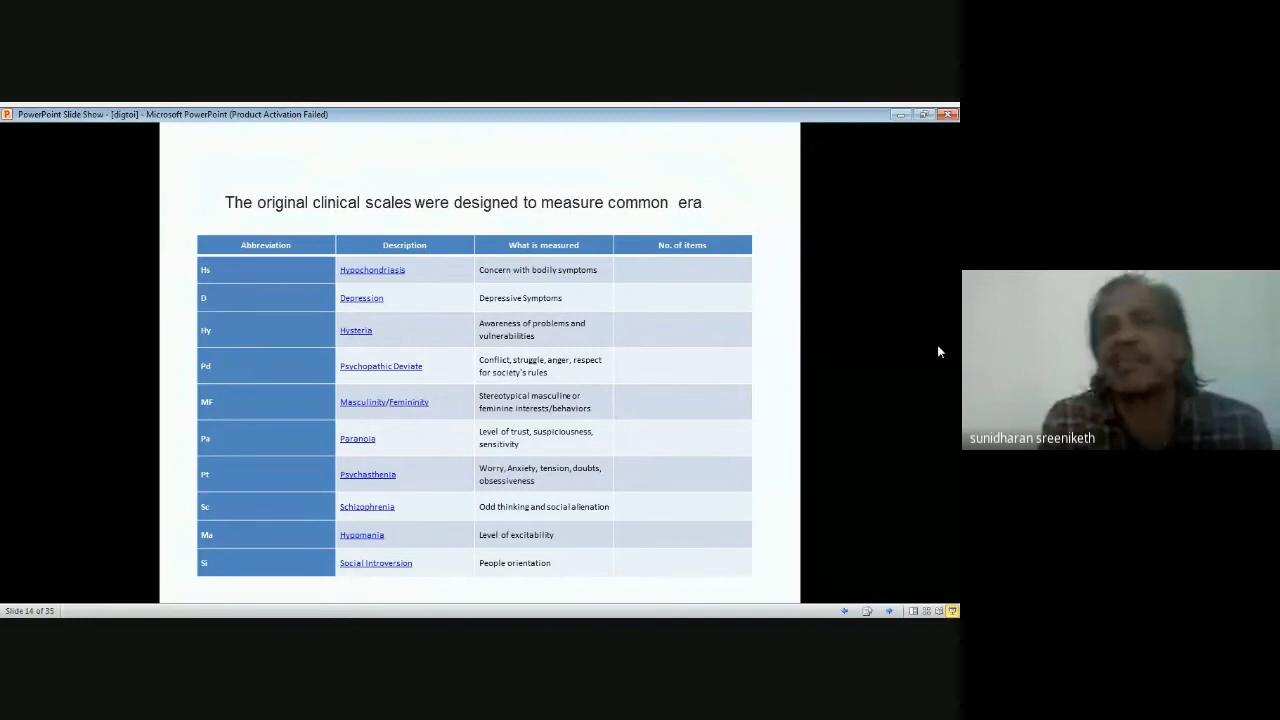 PowerPoint Slide Show - [digtoi] - Microsoft PowerPoint (Product Activation Failed)
The original clinical scales were designed to measure common era
Abbreviation Description What is measured No. of items
Hs Hypochondriasis Concern with bodily symptoms
D Depression Depressive Symptoms
Hy Hysteria Awareness of problems and
vulnerabilities
Pd Psychopathic Deviate Conflict, struggle, anger, respect
for society's rules
MF Masculinity/Femininity Stereotypical masculine or
feminine interests/behaviors
Pa Paranoia Level of trust, suspiciousness,
sensitivity
Pt Psychasthenia Worry, Anxiety, tension, doubts,
obsessiveness
Sc Schizophrenia Odd thinking and social alienation
Ma Hypomania Level of excitability
Si Social Introversion People orientation
sunidharan sreeniketh
Slide 14 of 35